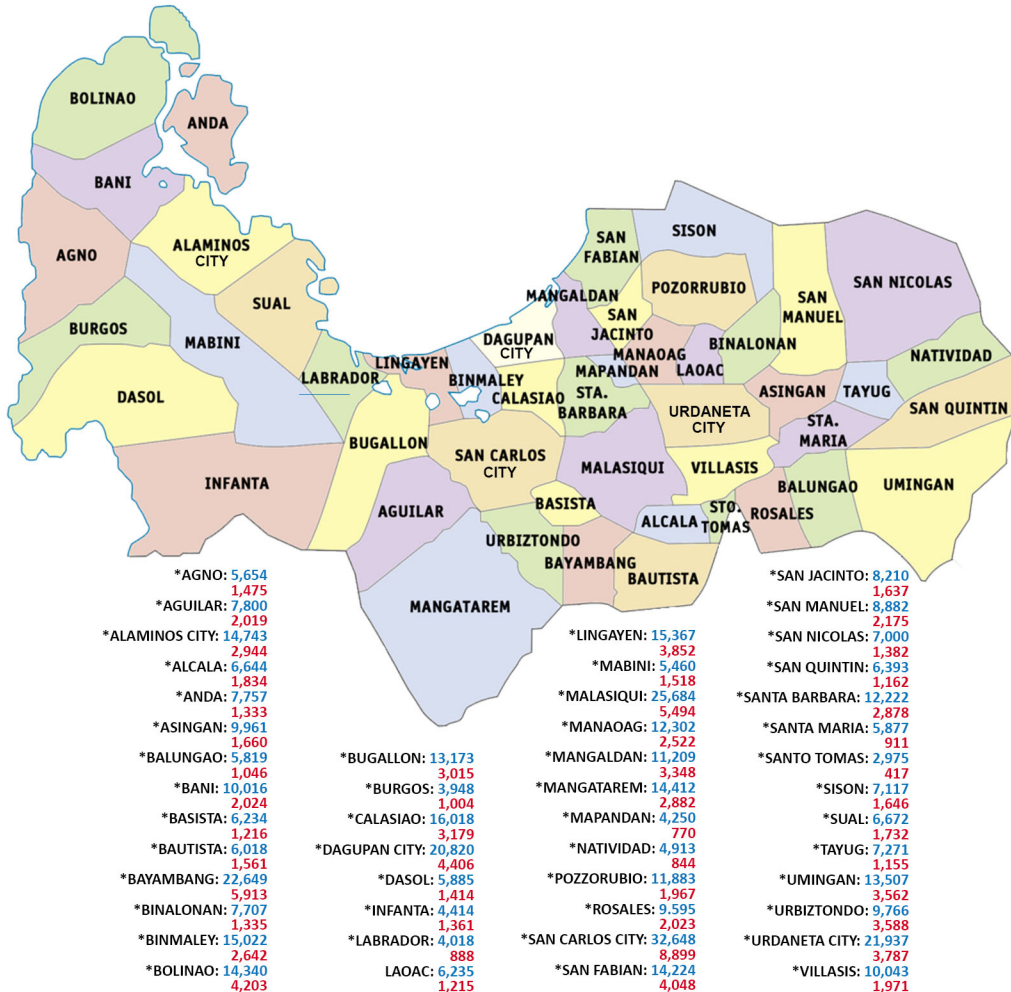 BOLINAO
ANDA
BANI
AGNO
ALAMINOS
CITY
SUAL
BURGOS
MABINI
DASOL
LABRADOR
INFANTA
LINGAYEN
BUGALLON
BINMALEY
DAGUPAN
CITY
CALASIAO
MANGALDAN
SAN
FABIAN
SAN
JACINTO
SISON
POZORRUBIO
MANAOAG
MAPANDAN
LAOAC
BINALONAN
SAN
MANUEL
SAN NICOLAS
NATIVIDAD
TAYUG
ASINGAN
SAN QUINTIN
STA.
MARIA
STA.
BARBARA
URDANETA
CITY
SAN CARLOS
CITY
MALASIQUI
VILLASIS
BALUNGAO
UMINGAN
AGUILAR
BASISTA
URBIZTONDO
BAYAMBANG
ALCALA
STO.
TOMAS
ROSALES
BAUTISTA
MANGATAREM
*AGNO: 5,654
1,475
*AGUILAR: 7,800
2,019
*ALAMINOS CITY: 14,743
2,944
*ALCALA: 6,644
1,834
*ANDA: 7,757
1,333
*ASINGAN: 9,961
1,660
*BALUNGAO: 5,819
1,046
*BANI: 10,016
2,024
*BASISTA: 6,234
1,216
*BAUTISTA: 6,018
1,561
*BAYAMBANG: 22,649
5,913
*BINALONAN: 7,707
1,335
*BINMALEY: 15,022
2,642
*BOLINAO: 14,340
4,203
*BUGALLON: 13,173
3,015
*BURGOS: 3,948
1,004
*CALASIAO: 16,018
3,179
*DAGUPAN CITY: 20,820
4,406
*DASOL: 5,885
1,414
*INFANTA: 4,414
1,361
*LABRADOR: 4,018
888
LAOAC: 6,235
1,215
*LINGAYEN: 15,367
3,852
*MABINI: 5,460
1,518
*MALASIQUI: 25,684
5,494
*MANAOAG: 12,302
2,522
*MANGALDAN: 11,209
3,348
*MANGATAREM: 14,412
2,882
*MAPANDAN: 4,250
770
*NATIVIDAD: 4,913
844
*POZZORUBIO: 11,883
1,967
*ROSALES: 9.595
2,023
*SAN CARLOS CITY: 32,648
8,899
*SAN FABIAN: 14,224
4,048
*SAN JACINTO: 8,210
1,637
*SAN MANUEL: 8,882
2,175
*SAN NICOLAS: 7,000
1,382
*SAN QUINTIN: 6,393
1,162
*SANTA BARBARA: 12,222
2,878
*SANTA MARIA: 5,877
911
*SANTO TOMAS: 2,975
417
*SISON: 7,117
1,646
*SUAL: 6,672
1,732
*TAYUG: 7,271
1,155
*UMINGAN: 13,507
3,562
*URBIZTONDO: 9,766
3,588
*URDANETA CITY: 21,937
3,787
*VILLASIS: 10,043
1,971